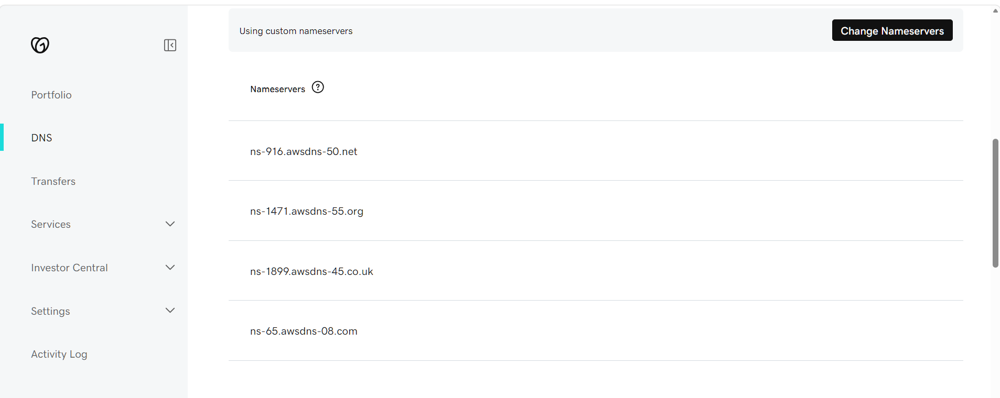 Using custom nameservers
Change Nameservers
Portfolio
DNS
Transfers
Services
Investor Central
Settings
Activity Log
Nameservers
ns-916.awsdns-50.net
ns-1471.awsdns-55.org
ns-1899.awsdns-45.co.uk
ns-65.awsdns-08.com